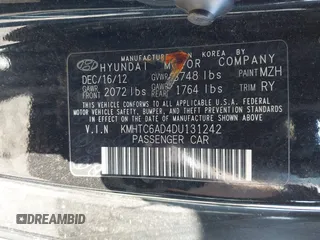 MANUFACTURED IN KOREA BY
HYUNDAI MOTOR COMPANY
DEC/16/12 GVWR 3748 lbs PAINT MZH
GAWR FRT 2072 lbs GAWR RR 1764 lbs TRIM RY
THIS VEHICLE CONFORMS TO ALL APPLICABLE U.S. FEDERAL
MOTOR VEHICLE SAFETY, BUMPER, AND THEFT PREVENTION
STANDARDS IN EFFECT ON THE DATE OF MANUFACTURE
SHOWN ABOVE.
V.I.N KMHTC6AD4DU131242
PASSENGER CAR
© DREAMBID